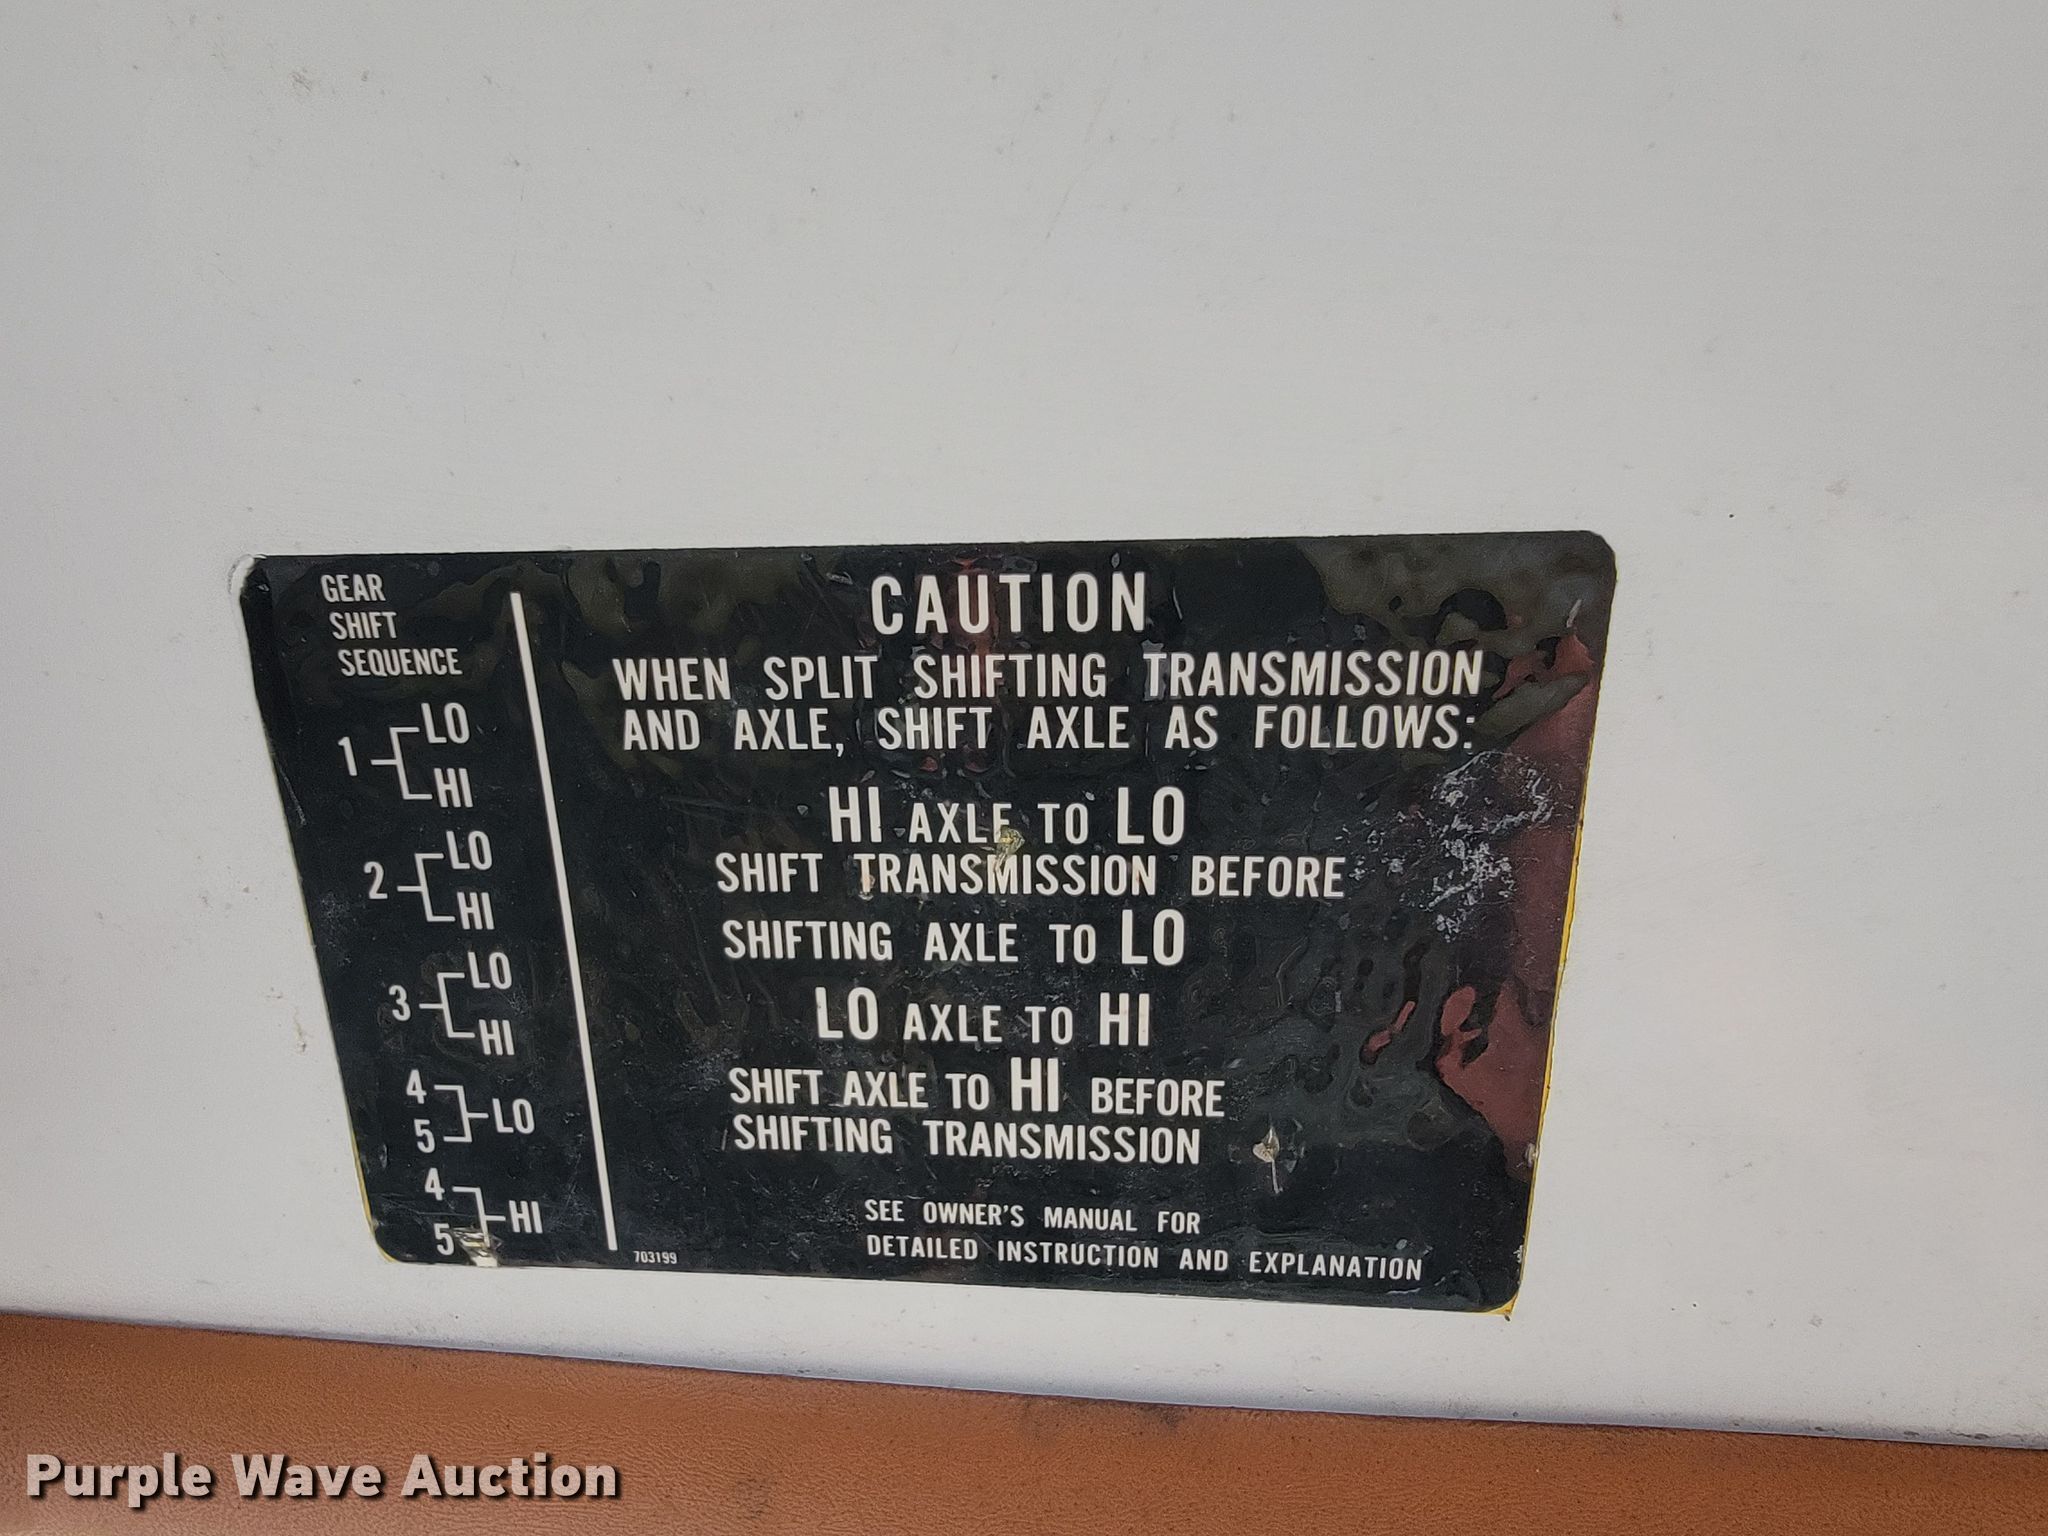 GEAR
SHIFT
SEQUENCE
1 LO
HI
2 LO
HI
3 LO
HI
4
5 LO
4
5 HI
CAUTION
WHEN SPLIT SHIFTING TRANSMISSION
AND AXLE, SHIFT AXLE AS FOLLOWS:
HI AXLE TO LO
SHIFT TRANSMISSION BEFORE
SHIFTING AXLE TO LO
LO AXLE TO HI
SHIFT AXLE TO HI BEFORE
SHIFTING TRANSMISSION
SEE OWNER'S MANUAL FOR
DETAILED INSTRUCTION AND EXPLANATION
703199
Purple Wave Auction